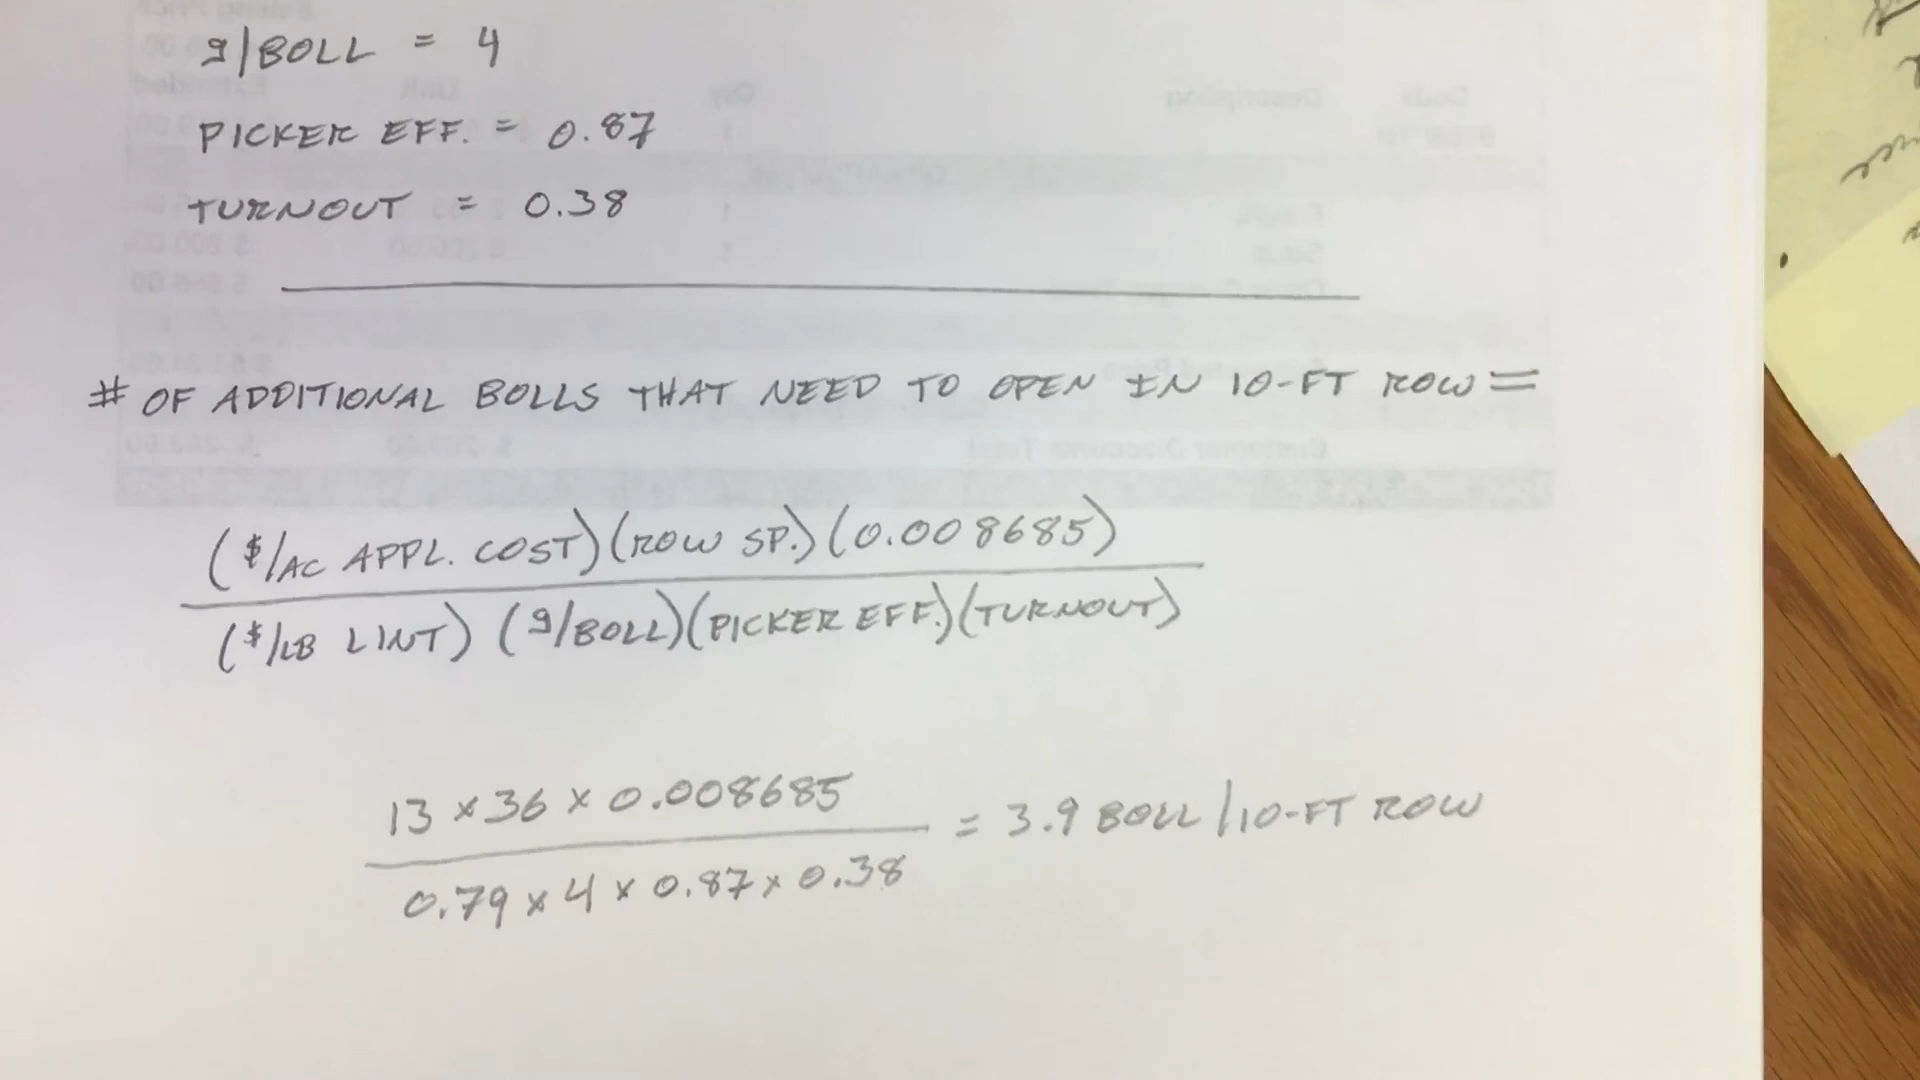 g/BOLL = 4
PICKER EFF. = 0.87
TURNOUT = 0.38
# OF ADDITIONAL BOLLS THAT NEED TO OPEN IN 10-FT ROW =
($/AC APPL. COST)(ROW SP.)(0.008685)
($/LB LINT)(g/BOLL)(PICKER EFF.)(TURNOUT)
13 x 36 x 0.008685
= 3.9 BOLL/10-FT ROW
0.79 x 4 x 0.87 x 0.38